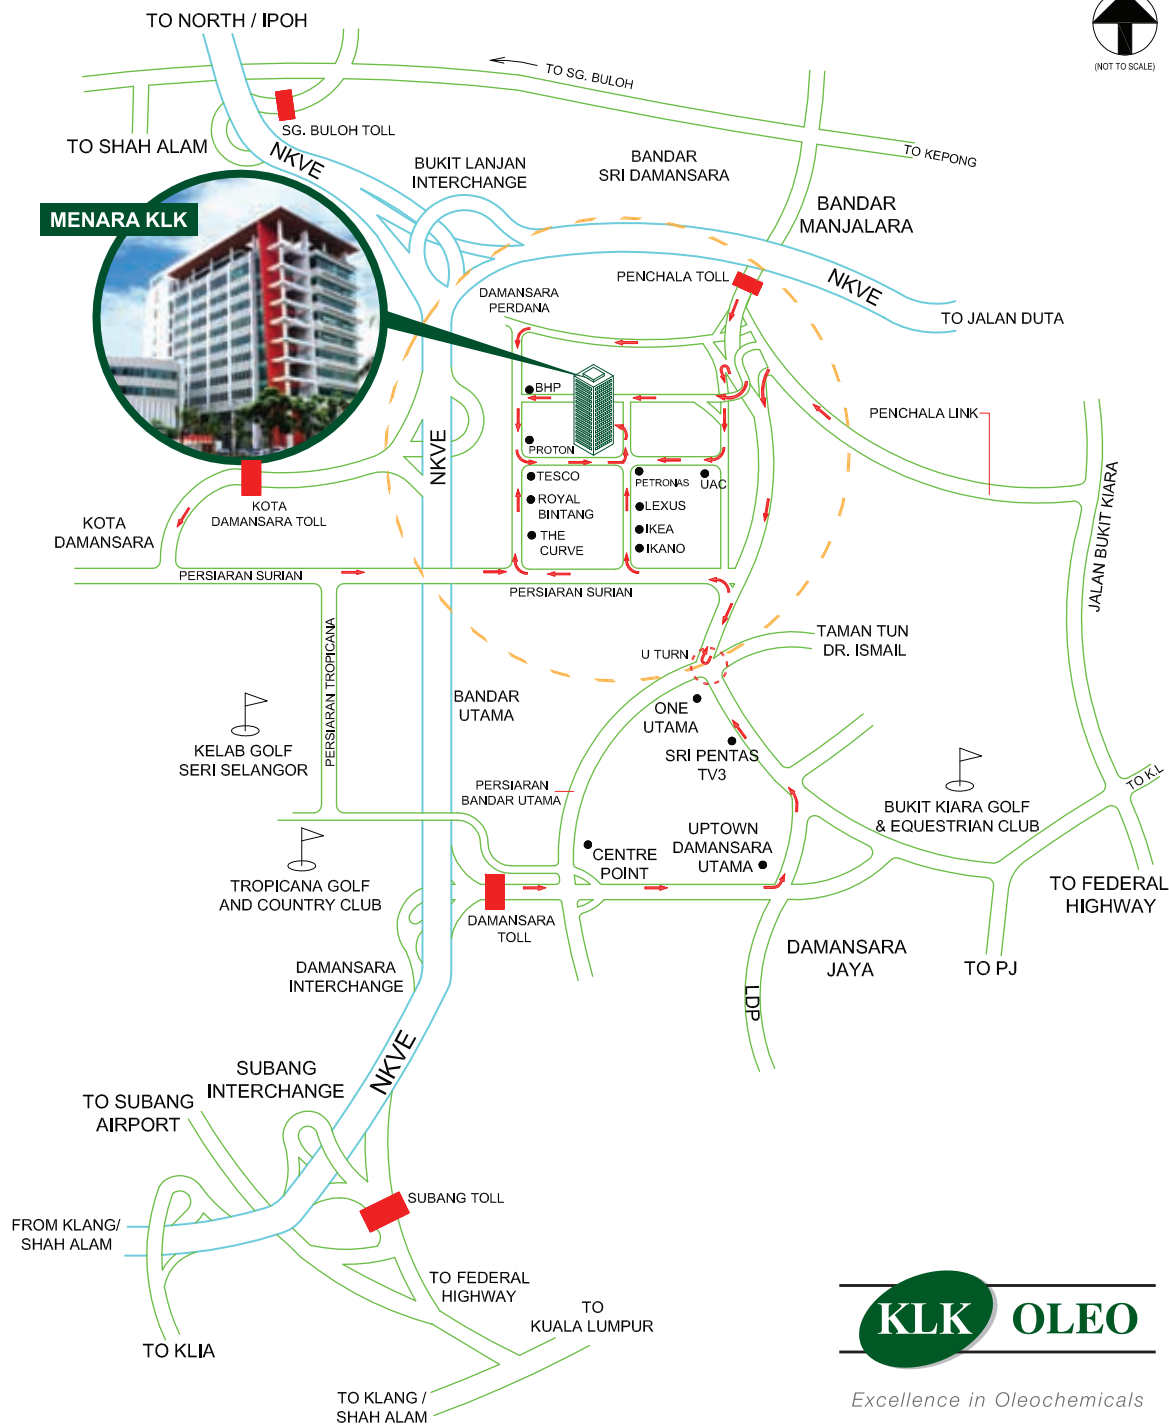 TO NORTH / IPOH
(NOT TO SCALE)
TO SG. BULOH
SG. BULOH TOLL
TO SHAH ALAM
NKVE
BUKIT LANJAN
INTERCHANGE
BANDAR
SRI DAMANSARA
TO KEPONG
BANDAR
MANJALARA
MENARA KLK
PENCHALA TOLL
NKVE
TO JALAN DUTA
DAMANSARA
PERDANA
BHP
PENCHALA LINK
PROTON
NKVE
TESCO
PETRONAS
UAC
ROYAL
BINTANG
LEXUS
THE
CURVE
IKEA
IKANO
KOTA
DAMANSARA TOLL
KOTA
DAMANSARA
JALAN BUKIT KIARA
PERSIARAN SURIAN
PERSIARAN SURIAN
TAMAN TUN
DR. ISMAIL
U TURN
PERSIARAN TROPICANA
BANDAR
UTAMA
ONE
UTAMA
KELAB GOLF
SERI SELANGOR
SRI PENTAS
TV3
PERSIARAN
BANDAR UTAMA
TO K.L
BUKIT KIARA GOLF
& EQUESTRIAN CLUB
UPTOWN
DAMANSARA
UTAMA
CENTRE
POINT
TROPICANA GOLF
AND COUNTRY CLUB
TO FEDERAL
HIGHWAY
DAMANSARA
TOLL
DAMANSARA
JAYA
TO PJ
DAMANSARA
INTERCHANGE
LDP
NKVE
SUBANG
INTERCHANGE
TO SUBANG
AIRPORT
SUBANG TOLL
FROM KLANG/
SHAH ALAM
TO FEDERAL
HIGHWAY
TO
KUALA LUMPUR
TO KLIA
TO KLANG /
SHAH ALAM
KLK OLEO
Excellence in Oleochemicals